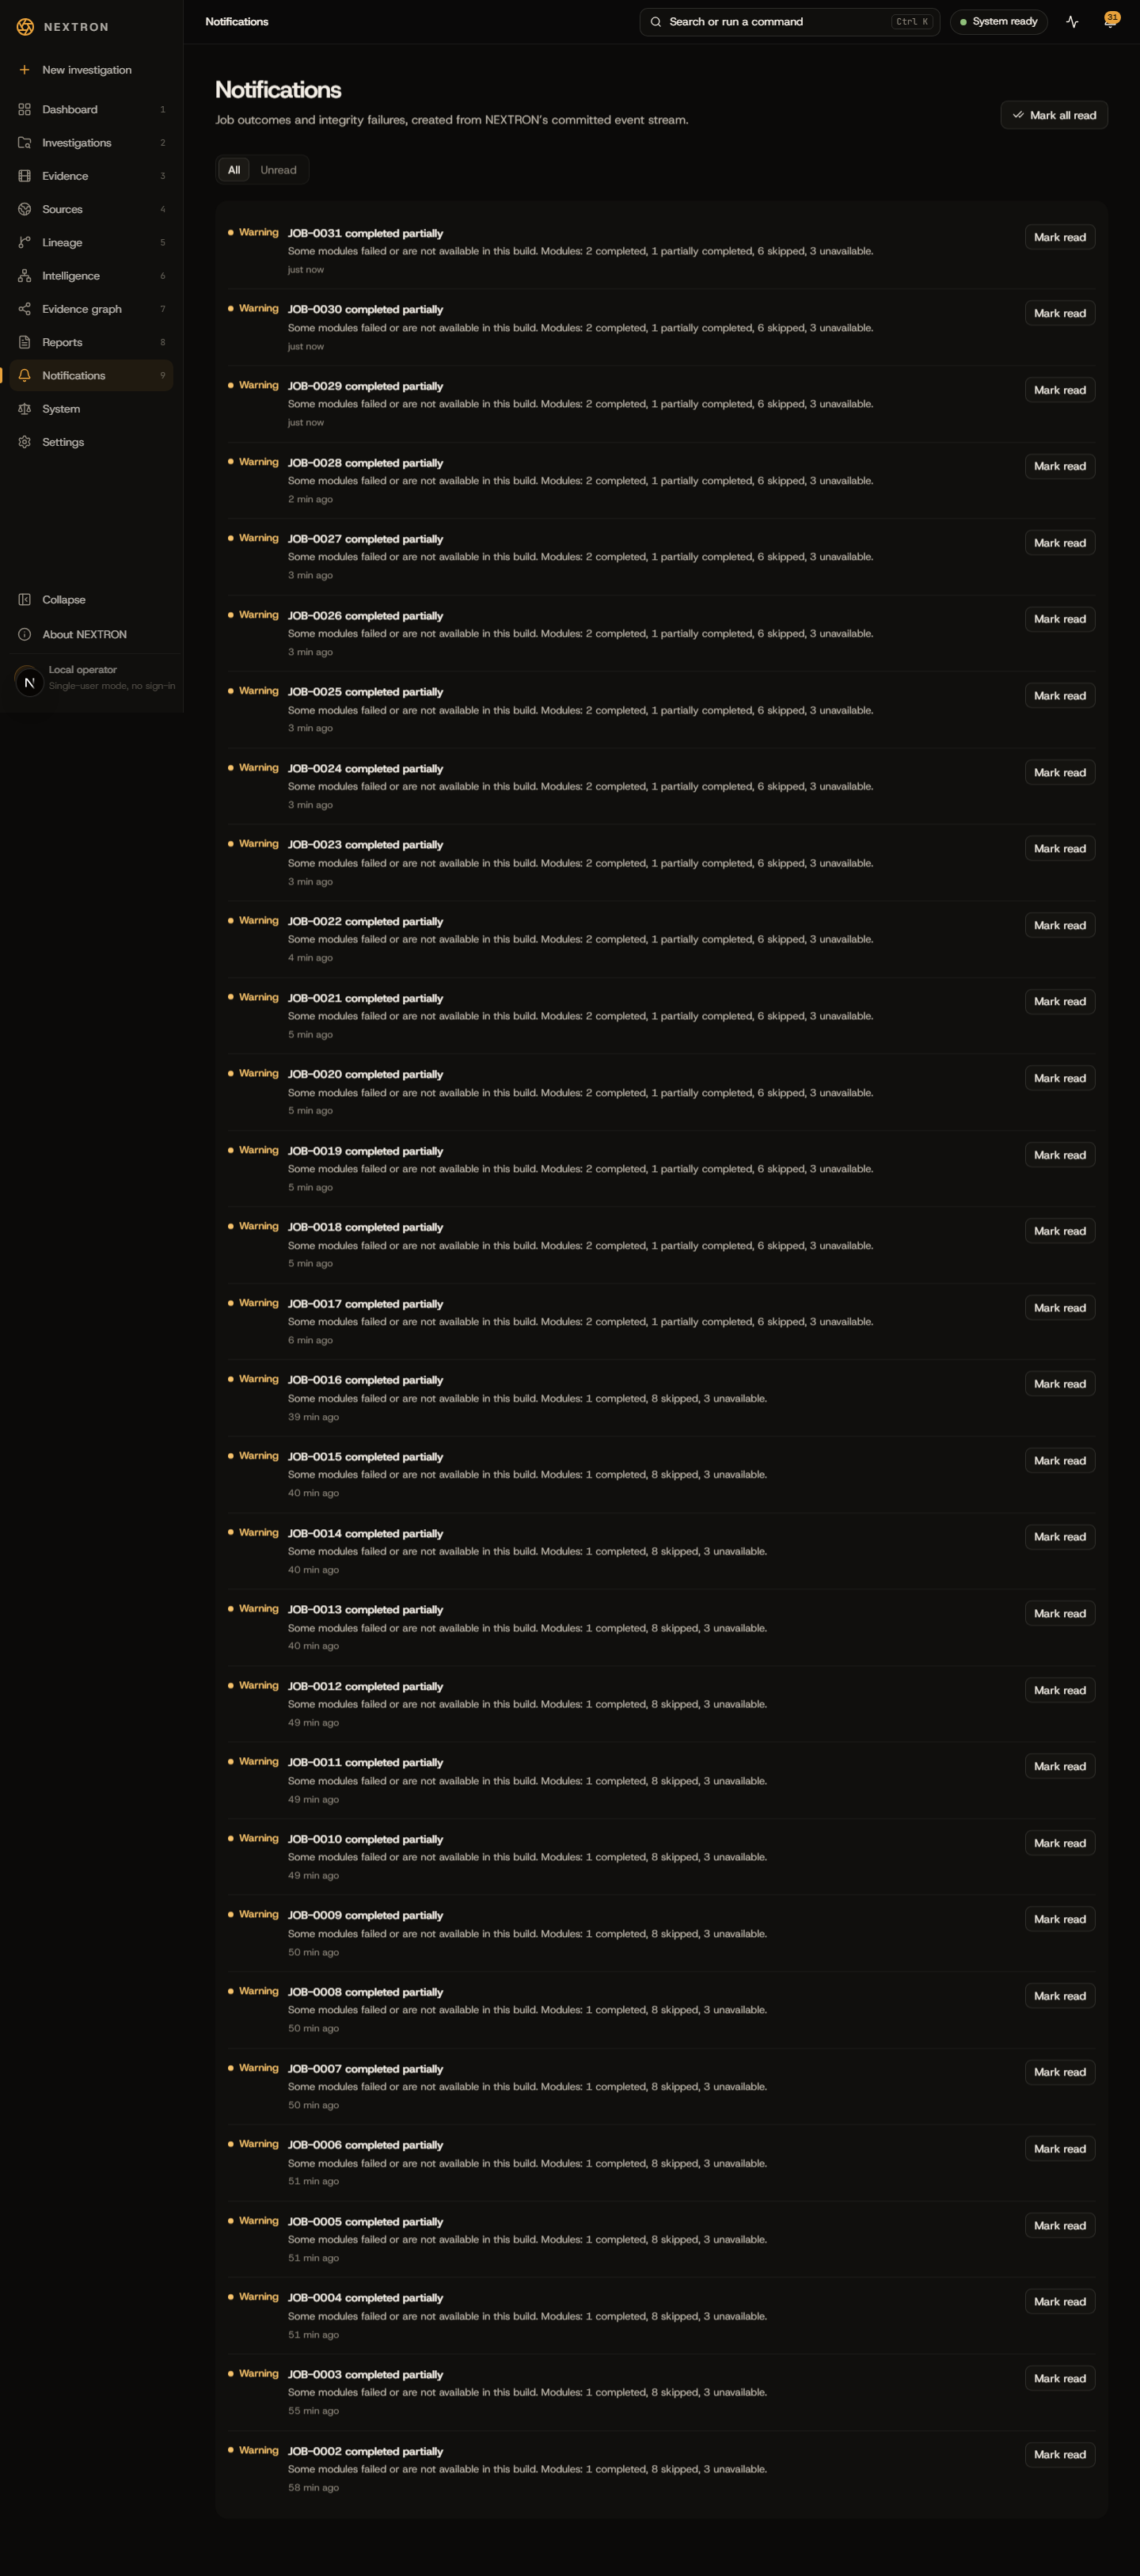 NEXTRON
New investigation
Dashboard 1
Investigations 2
Evidence 3
Sources 4
Lineage 5
Intelligence 6
Evidence graph 7
Reports 8
Notifications 9
System
Settings
Collapse
About NEXTRON
N
Local operator
Single-user mode, no sign-in
Notifications
Search or run a command Ctrl K
System ready
31
Notifications
Job outcomes and integrity failures, created from NEXTRON's committed event stream.
Mark all read
All Unread
Warning JOB-0031 completed partially Mark read
Some modules failed or are not available in this build. Modules: 2 completed, 1 partially completed, 6 skipped, 3 unavailable.
just now
Warning JOB-0030 completed partially Mark read
Some modules failed or are not available in this build. Modules: 2 completed, 1 partially completed, 6 skipped, 3 unavailable.
just now
Warning JOB-0029 completed partially Mark read
Some modules failed or are not available in this build. Modules: 2 completed, 1 partially completed, 6 skipped, 3 unavailable.
just now
Warning JOB-0028 completed partially Mark read
Some modules failed or are not available in this build. Modules: 2 completed, 1 partially completed, 6 skipped, 3 unavailable.
2 min ago
Warning JOB-0027 completed partially Mark read
Some modules failed or are not available in this build. Modules: 2 completed, 1 partially completed, 6 skipped, 3 unavailable.
3 min ago
Warning JOB-0026 completed partially Mark read
Some modules failed or are not available in this build. Modules: 2 completed, 1 partially completed, 6 skipped, 3 unavailable.
3 min ago
Warning JOB-0025 completed partially Mark read
Some modules failed or are not available in this build. Modules: 2 completed, 1 partially completed, 6 skipped, 3 unavailable.
3 min ago
Warning JOB-0024 completed partially Mark read
Some modules failed or are not available in this build. Modules: 2 completed, 1 partially completed, 6 skipped, 3 unavailable.
3 min ago
Warning JOB-0023 completed partially Mark read
Some modules failed or are not available in this build. Modules: 2 completed, 1 partially completed, 6 skipped, 3 unavailable.
3 min ago
Warning JOB-0022 completed partially Mark read
Some modules failed or are not available in this build. Modules: 2 completed, 1 partially completed, 6 skipped, 3 unavailable.
4 min ago
Warning JOB-0021 completed partially Mark read
Some modules failed or are not available in this build. Modules: 2 completed, 1 partially completed, 6 skipped, 3 unavailable.
5 min ago
Warning JOB-0020 completed partially Mark read
Some modules failed or are not available in this build. Modules: 2 completed, 1 partially completed, 6 skipped, 3 unavailable.
5 min ago
Warning JOB-0019 completed partially Mark read
Some modules failed or are not available in this build. Modules: 2 completed, 1 partially completed, 6 skipped, 3 unavailable.
5 min ago
Warning JOB-0018 completed partially Mark read
Some modules failed or are not available in this build. Modules: 2 completed, 1 partially completed, 6 skipped, 3 unavailable.
5 min ago
Warning JOB-0017 completed partially Mark read
Some modules failed or are not available in this build. Modules: 2 completed, 1 partially completed, 6 skipped, 3 unavailable.
6 min ago
Warning JOB-0016 completed partially Mark read
Some modules failed or are not available in this build. Modules: 1 completed, 8 skipped, 3 unavailable.
39 min ago
Warning JOB-0015 completed partially Mark read
Some modules failed or are not available in this build. Modules: 1 completed, 8 skipped, 3 unavailable.
40 min ago
Warning JOB-0014 completed partially Mark read
Some modules failed or are not available in this build. Modules: 1 completed, 8 skipped, 3 unavailable.
40 min ago
Warning JOB-0013 completed partially Mark read
Some modules failed or are not available in this build. Modules: 1 completed, 8 skipped, 3 unavailable.
40 min ago
Warning JOB-0012 completed partially Mark read
Some modules failed or are not available in this build. Modules: 1 completed, 8 skipped, 3 unavailable.
49 min ago
Warning JOB-0011 completed partially Mark read
Some modules failed or are not available in this build. Modules: 1 completed, 8 skipped, 3 unavailable.
49 min ago
Warning JOB-0010 completed partially Mark read
Some modules failed or are not available in this build. Modules: 1 completed, 8 skipped, 3 unavailable.
49 min ago
Warning JOB-0009 completed partially Mark read
Some modules failed or are not available in this build. Modules: 1 completed, 8 skipped, 3 unavailable.
50 min ago
Warning JOB-0008 completed partially Mark read
Some modules failed or are not available in this build. Modules: 1 completed, 8 skipped, 3 unavailable.
50 min ago
Warning JOB-0007 completed partially Mark read
Some modules failed or are not available in this build. Modules: 1 completed, 8 skipped, 3 unavailable.
50 min ago
Warning JOB-0006 completed partially Mark read
Some modules failed or are not available in this build. Modules: 1 completed, 8 skipped, 3 unavailable.
51 min ago
Warning JOB-0005 completed partially Mark read
Some modules failed or are not available in this build. Modules: 1 completed, 8 skipped, 3 unavailable.
51 min ago
Warning JOB-0004 completed partially Mark read
Some modules failed or are not available in this build. Modules: 1 completed, 8 skipped, 3 unavailable.
51 min ago
Warning JOB-0003 completed partially Mark read
Some modules failed or are not available in this build. Modules: 1 completed, 8 skipped, 3 unavailable.
55 min ago
Warning JOB-0002 completed partially Mark read
Some modules failed or are not available in this build. Modules: 1 completed, 8 skipped, 3 unavailable.
58 min ago